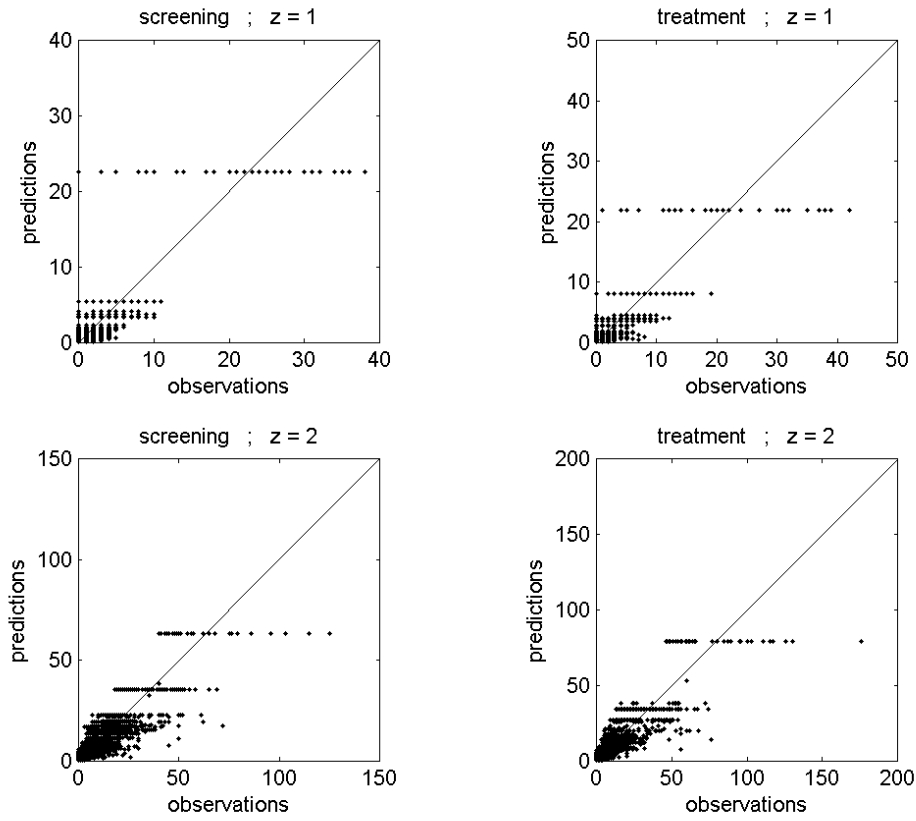 screening ; z = 1
40
30
20
10
0
predictions
0 10 20 30 40
observations
treatment ; z = 1
50
40
30
20
10
0
predictions
0 10 20 30 40 50
observations
screening ; z = 2
150
100
50
0
predictions
0 50 100 150
observations
treatment ; z = 2
200
150
100
50
0
predictions
0 50 100 150 200
observations